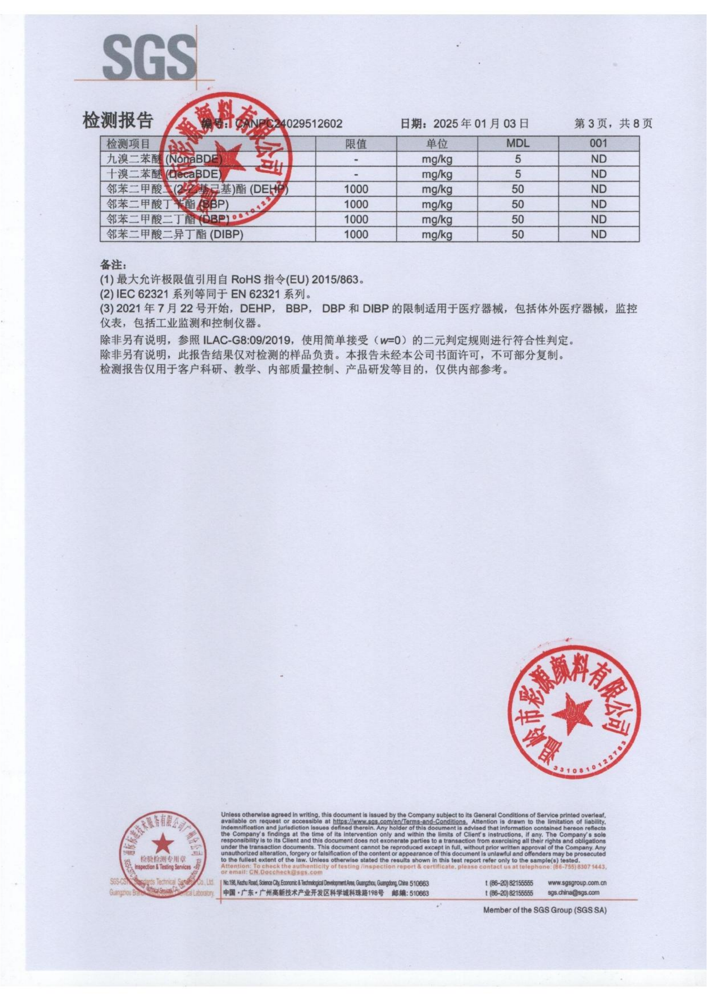 SGS
检测报告 编号：CANPC24029512602 日期：2025年01月03日 第3页，共8页
检测项目 限值 单位 MDL 001
九溴二苯醚 (NonaBDE) - mg/kg 5 ND
十溴二苯醚 (DecaBDE) - mg/kg 5 ND
邻苯二甲酸二(2-乙基己基)酯 (DEHP) 1000 mg/kg 50 ND
邻苯二甲酸丁苄酯 (BBP) 1000 mg/kg 50 ND
邻苯二甲酸二丁酯 (DBP) 1000 mg/kg 50 ND
邻苯二甲酸二异丁酯 (DIBP) 1000 mg/kg 50 ND
备注：
(1) 最大允许极限值引用自 RoHS 指令(EU) 2015/863。
(2) IEC 62321 系列等同于 EN 62321 系列。
(3) 2021 年 7 月 22 号开始，DEHP， BBP， DBP 和 DIBP 的限制适用于医疗器械，包括体外医疗器械，监控
仪表，包括工业监测和控制仪器。
除非另有说明，参照 ILAC-G8:09/2019，使用简单接受（w=0）的二元判定规则进行符合性判定。
除非另有说明，此报告结果仅对检测的样品负责。本报告未经本公司书面许可，不可部分复制。
检测报告仅用于客户科研、教学、内部质量控制、产品研发等目的，仅供内部参考。
温岭市彩源颜料有限公司
3310810122783
通标标准技术服务有限公司广州分公司
检验检测专用章
Inspection & Testing Services
Unless otherwise agreed in writing, this document is issued by the Company subject to its General Conditions of Service printed overleaf,
available on request or accessible at https://www.sgs.com/en/Terms-and-Conditions. Attention is drawn to the limitation of liability,
indemnification and jurisdiction issues defined therein. Any holder of this document is advised that information contained hereon reflects
the Company's findings at the time of its intervention only and within the limits of Client's instructions, if any. The Company's sole
responsibility is to its Client and this document does not exonerate parties to a transaction from exercising all their rights and obligations
under the transaction documents. This document cannot be reproduced except in full, without prior written approval of the Company. Any
unauthorized alteration, forgery or falsification of the content or appearance of this document is unlawful and offenders may be prosecuted
to the fullest extent of the law. Unless otherwise stated the results shown in this test report refer only to the sample(s) tested.
Attention: To check the authenticity of testing /inspection report & certificate, please contact us at telephone: (86-755) 8307 1443,
or email: CN.Doccheck@sgs.com
No.198, Kezhu Road, Science City, Economic & Technological Development Area, Guangzhou, Guangdong, China 510663 t (86-20) 82155555 www.sgsgroup.com.cn
中国·广东·广州高新技术产业开发区科学城科珠路198号 邮编: 510663 t (86-20) 82155555 sgs.china@sgs.com
Member of the SGS Group (SGS SA)